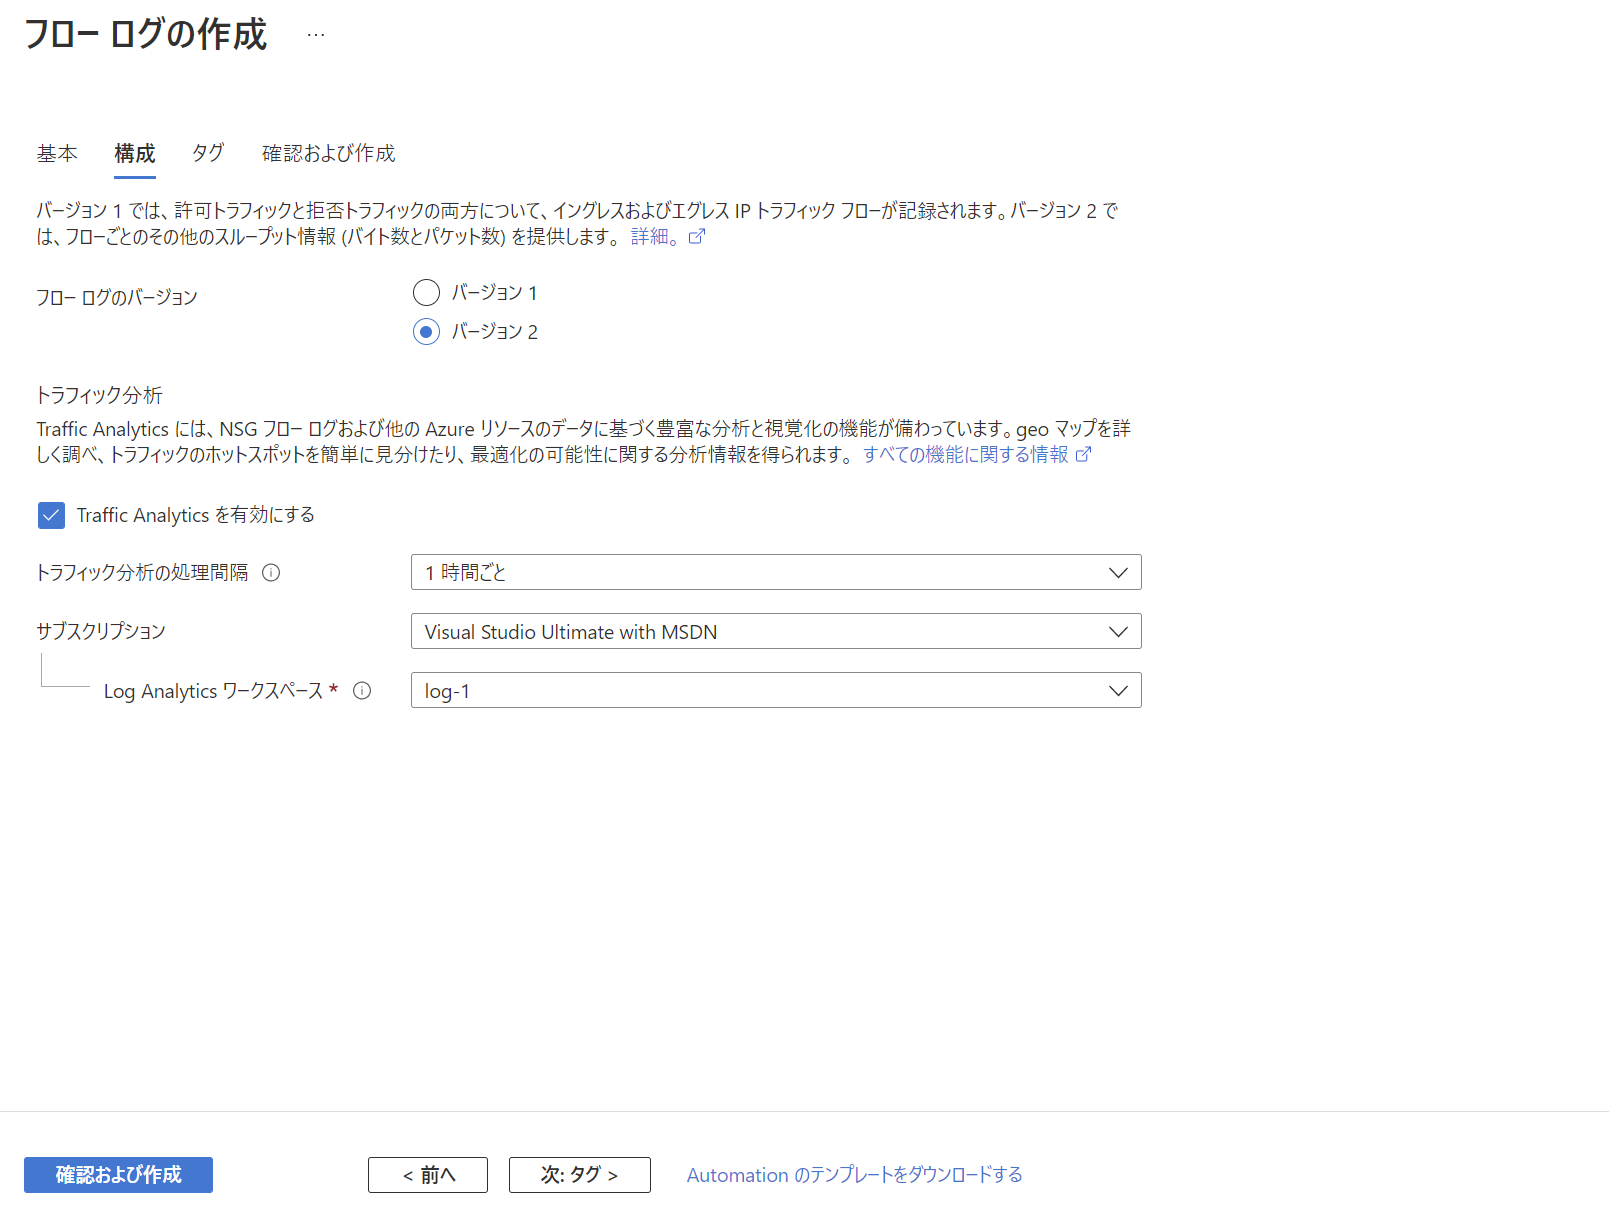 フロー ログの作成 …
基本 構成 タグ 確認および作成
バージョン 1 では、許可トラフィックと拒否トラフィックの両方について、イングレスおよびエグレス IP トラフィック フローが記録されます。バージョン 2 で
は、フローごとのその他のスループット情報 (バイト数とパケット数) を提供します。 詳細。
フロー ログのバージョン
バージョン 1
バージョン 2
トラフィック分析
Traffic Analytics には、NSG フロー ログおよび他の Azure リソースのデータに基づく豊富な分析と視覚化の機能が備わっています。geo マップを詳
しく調べ、トラフィックのホットスポットを簡単に見分けたり、最適化の可能性に関する分析情報を得られます。 すべての機能に関する情報
Traffic Analytics を有効にする
トラフィック分析の処理間隔 1 時間ごと
サブスクリプション Visual Studio Ultimate with MSDN
Log Analytics ワークスペース * log-1
確認および作成 < 前へ 次: タグ > Automation のテンプレートをダウンロードする